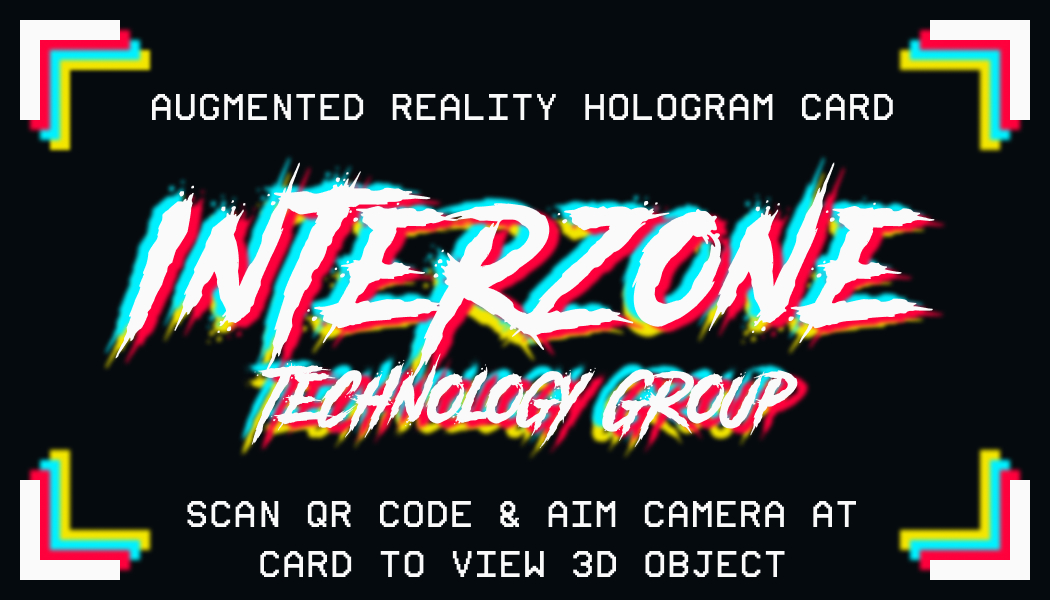 AUGMENTED REALITY HOLOGRAM CARD
INTERZONE
TECHNOLOGY GROUP
SCAN QR CODE & AIM CAMERA AT
CARD TO VIEW 3D OBJECT